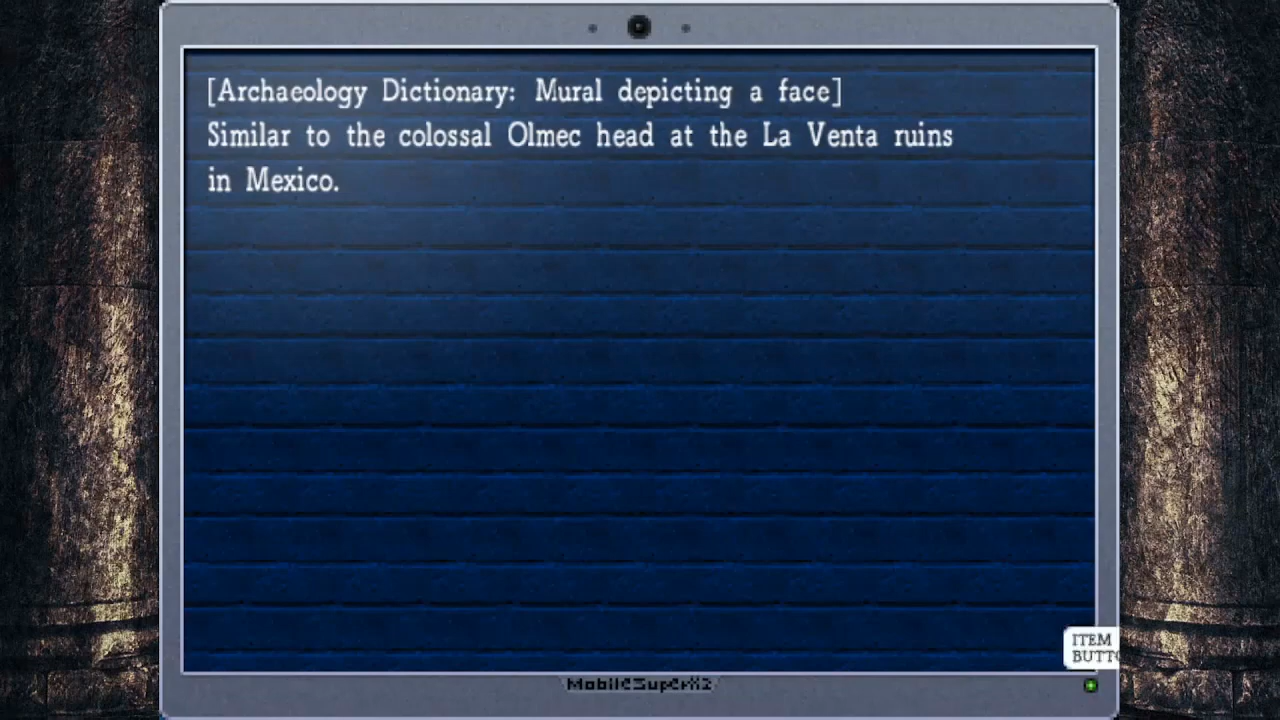 [Archaeology Dictionary: Mural depicting a face]
Similar to the colossal Olmec head at the La Venta ruins
in Mexico.
ITEM
MobileSuperX2